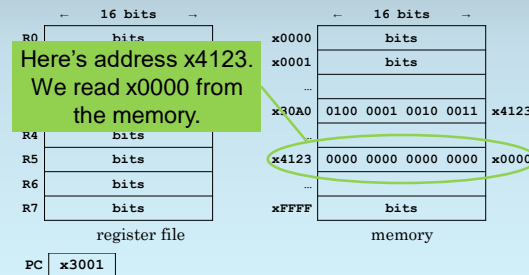 ← 16 bits →
← 16 bits →
R0
x0000 bits
Here's address x4123.
We read x0000 from
the memory.
x0001 bits
…
x30A0 0100 0001 0010 0011 x4123
R4 bits
…
R5 bits
x4123 0000 0000 0000 0000 x0000
R6 bits
…
R7 bits
xFFFF bits
register file
memory
PC x3001